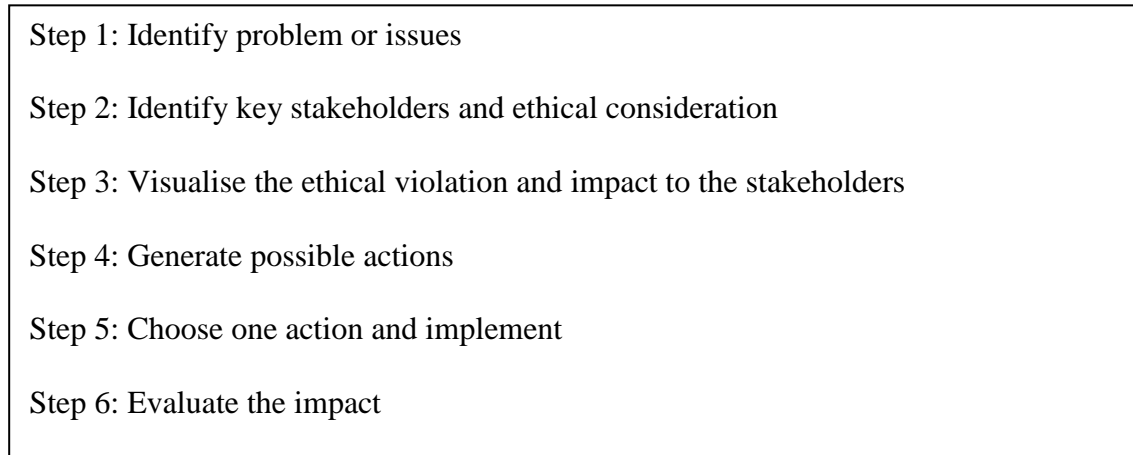 Step 1: Identify problem or issues
Step 2: Identify key stakeholders and ethical consideration
Step 3: Visualise the ethical violation and impact to the stakeholders
Step 4: Generate possible actions
Step 5: Choose one action and implement
Step 6: Evaluate the impact